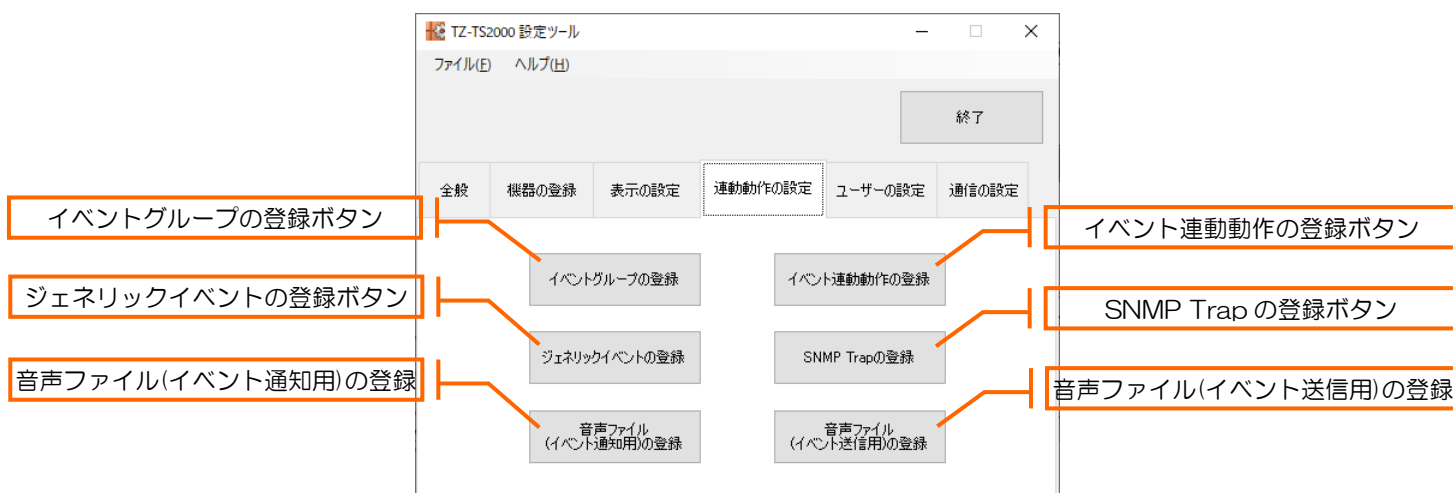 TZ-TS2000 設定ツール
ファイル(F) ヘルプ(H)
終了
全般 機器の登録 表示の設定 連動動作の設定 ユーザーの設定 通信の設定
イベントグループの登録ボタン
イベント連動動作の登録ボタン
イベントグループの登録
イベント連動動作の登録
ジェネリックイベントの登録ボタン
SNMP Trap の登録ボタン
ジェネリックイベントの登録
SNMP Trapの登録
音声ファイル(イベント通知用)の登録
音声ファイル(イベント送信用)の登録
音声ファイル
(イベント通知用)の登録
音声ファイル
(イベント送信用)の登録